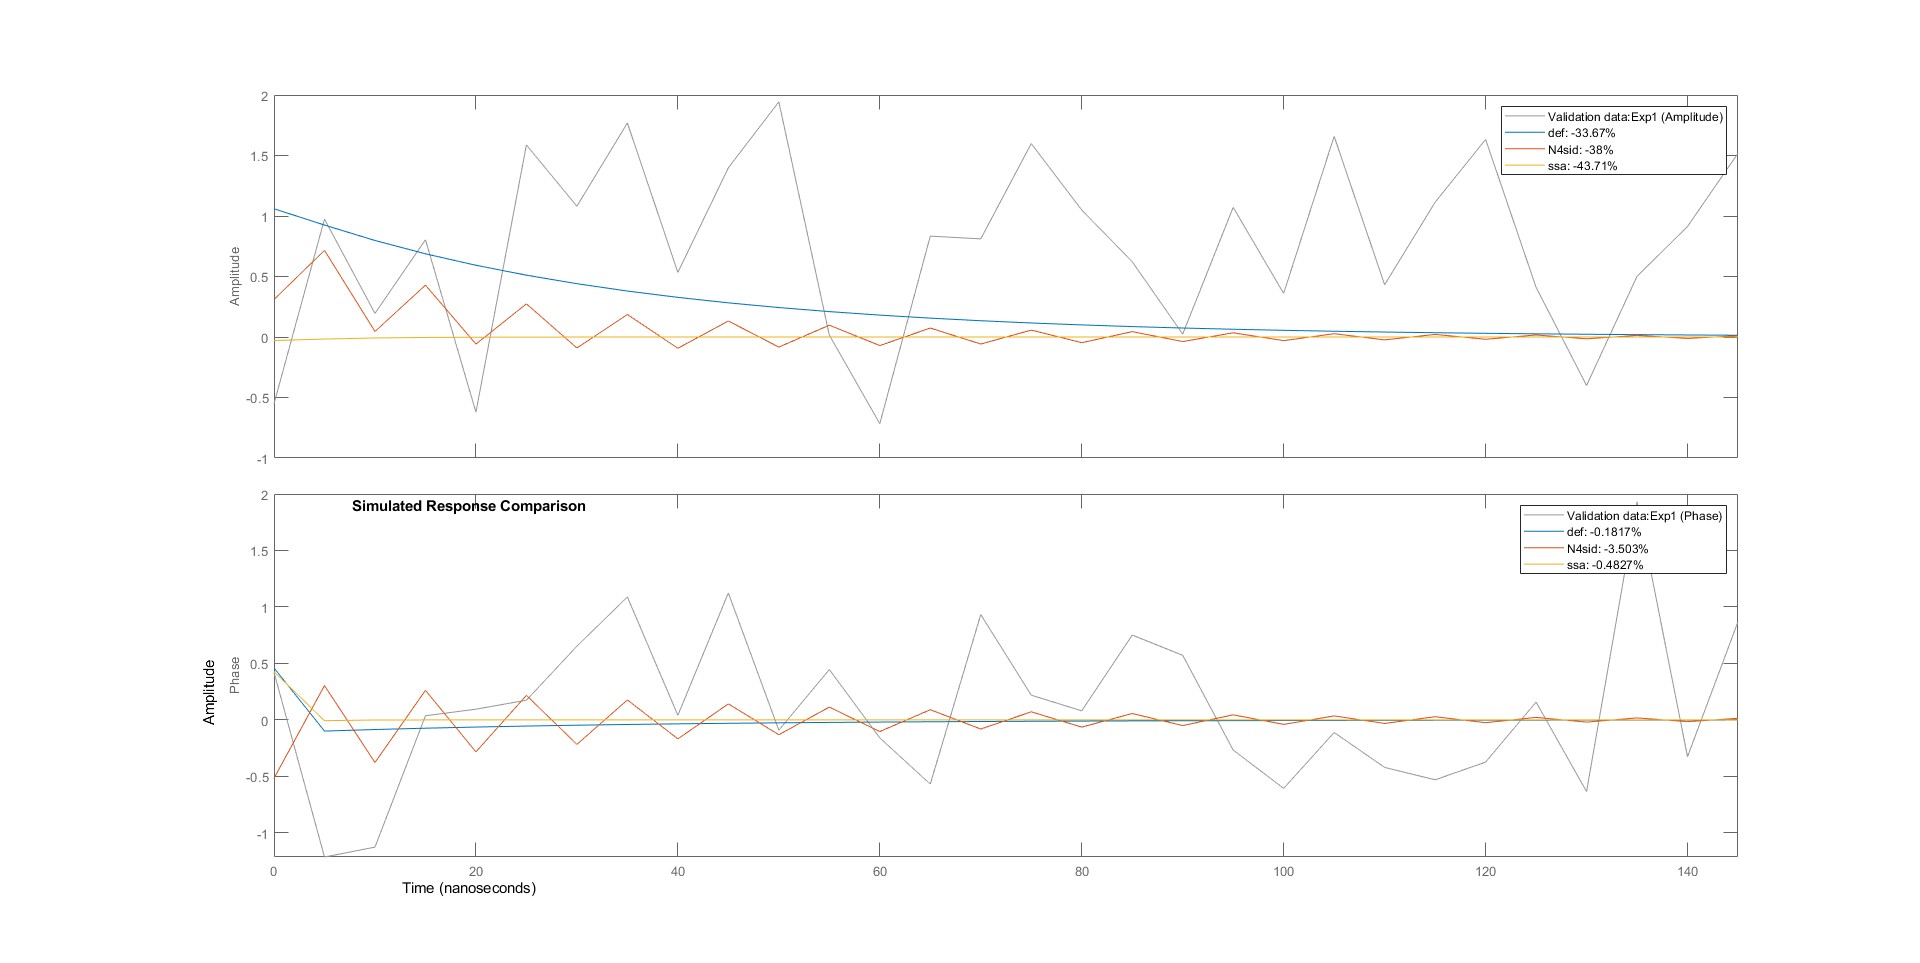 2
1.5
1
0.5
0
-0.5
-1
Amplitude
Validation data:Exp1 (Amplitude)
def: -33.67%
N4sid: -38%
ssa: -43.71%
Simulated Response Comparison
2
1.5
1
0.5
0
-0.5
-1
Amplitude
Phase
Validation data:Exp1 (Phase)
def: -0.1817%
N4sid: -3.503%
ssa: -0.4827%
0 20 40 60 80 100 120 140
Time (nanoseconds)